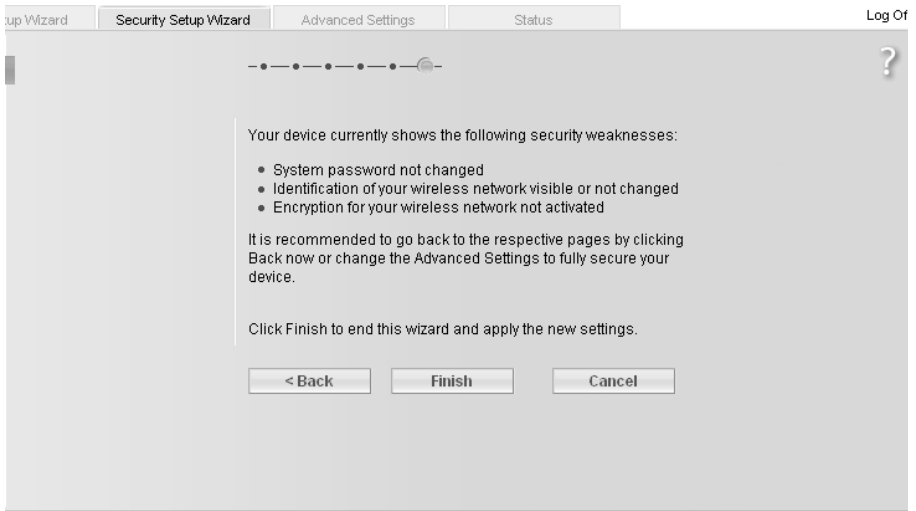 tup Wizard
Security Setup Wizard
Advanced Settings
Status
Log Of
?
Your device currently shows the following security weaknesses:
• System password not changed
• Identification of your wireless network visible or not changed
• Encryption for your wireless network not activated
It is recommended to go back to the respective pages by clicking
Back now or change the Advanced Settings to fully secure your
device.
Click Finish to end this wizard and apply the new settings.
< Back
Finish
Cancel